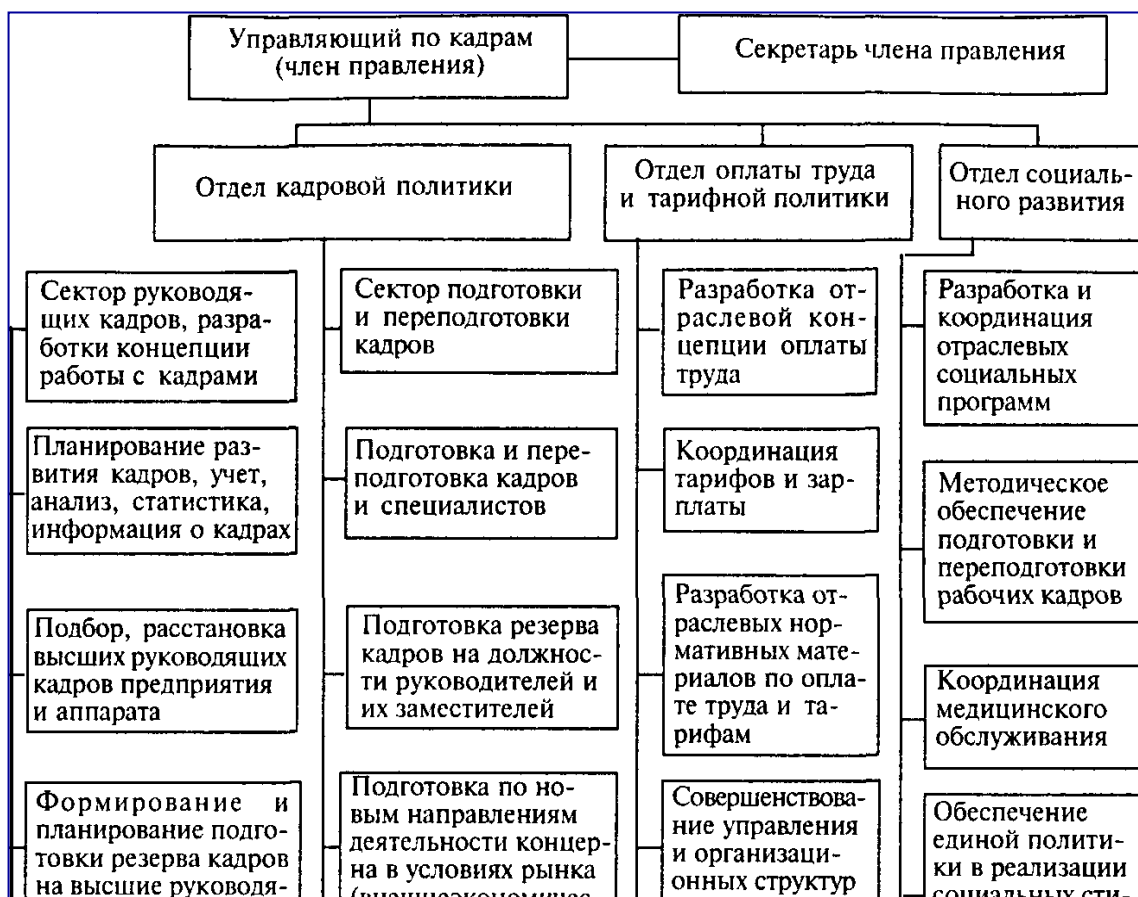 Управляющий по кадрам
(член правления)
Секретарь члена правления
Отдел кадровой политики
Отдел оплаты труда
и тарифной политики
Отдел социаль-
ного развития
Сектор руководя-
щих кадров, разра-
ботки концепции
работы с кадрами
Сектор подготовки
и переподготовки
кадров
Разработка от-
раслевой кон-
цепции оплаты
труда
Разработка и
координация
отраслевых
социальных
программ
Планирование раз-
вития кадров, учет,
анализ, статистика,
информация о кадрах
Подготовка и пере-
подготовка кадров
и специалистов
Координация
тарифов и зар-
платы
Методическое
обеспечение
подготовки и
переподготовки
рабочих кадров
Подбор, расстановка
высших руководящих
кадров предприятия
и аппарата
Подготовка резерва
кадров на должнос-
ти руководителей и
их заместителей
Разработка от-
раслевых нор-
мативных мате-
риалов по опла-
те труда и та-
рифам
Координация
медицинского
обслуживания
Формирование и
планирование подго-
товки резерва кадров
на высшие руководя-
Подготовка по но-
вым направлениям
деятельности концер-
на в условиях рынка
Совершенствова-
ние управления
и организаци-
онных структур
Обеспечение
единой полити-
ки в реализации
социальных сти-